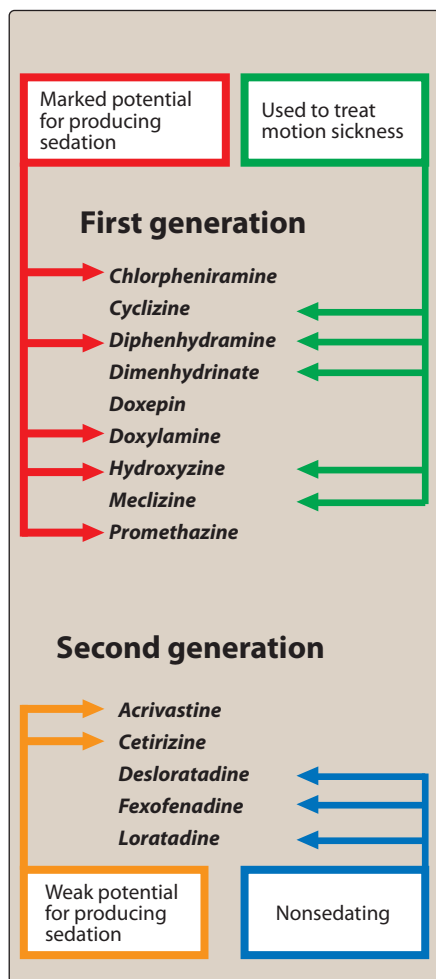 Marked potential
for producing
sedation
Used to treat
motion sickness
First generation
Chlorpheniramine
Cyclizine
Diphenhydramine
Dimenhydrinate
Doxepin
Doxylamine
Hydroxyzine
Meclizine
Promethazine
Second generation
Acrivastine
Cetirizine
Desloratadine
Fexofenadine
Loratadine
Weak potential
for producing
sedation
Nonsedating